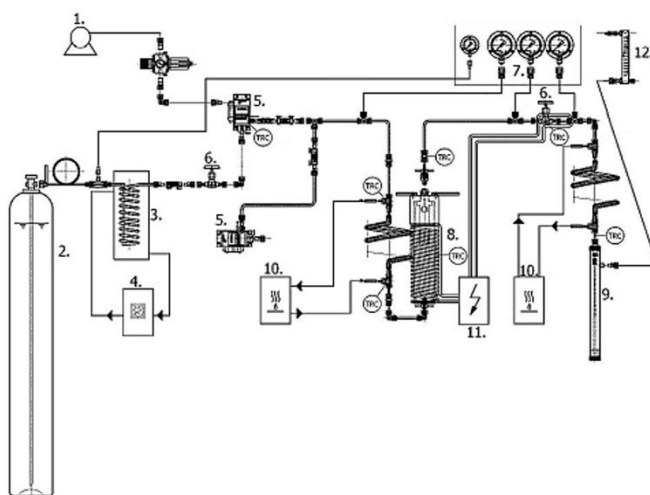 1.
12.
5.
7.
6.
TRC
TRC
6.
TRC
3.
TRC
2.
5.
8.
TRC
TRC
TRC
10.
10.
9.
4.
11.